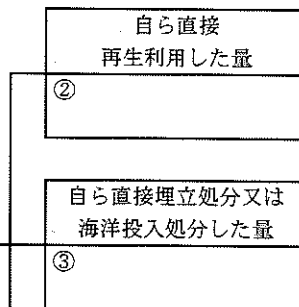 自ら直接
再生利用した量
②
自ら直接埋立処分又は
海洋投入処分した量
③